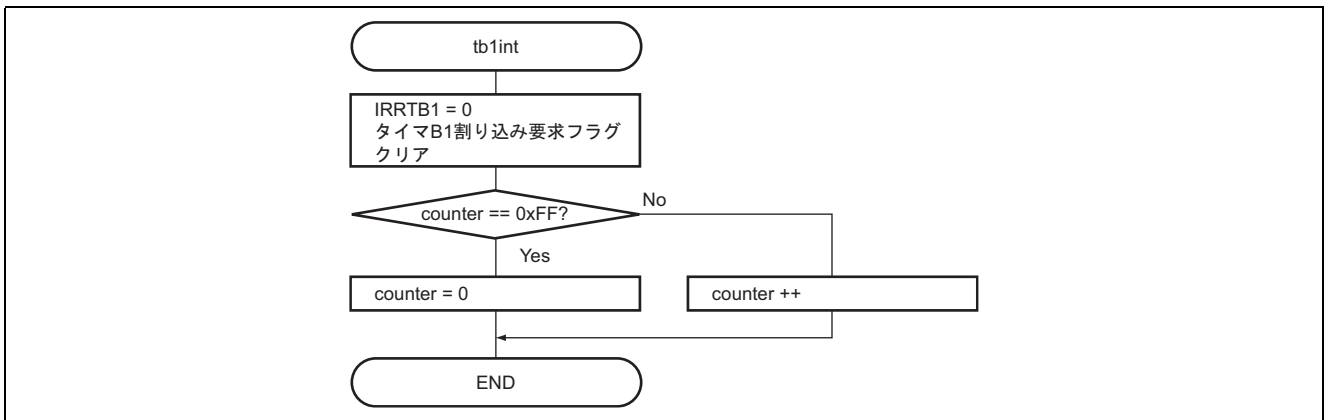 tb1int
IRRTB1 = 0
タイマB1割り込み要求フラグ
クリア
counter == 0xFF?
No
Yes
counter = 0
counter ++
END